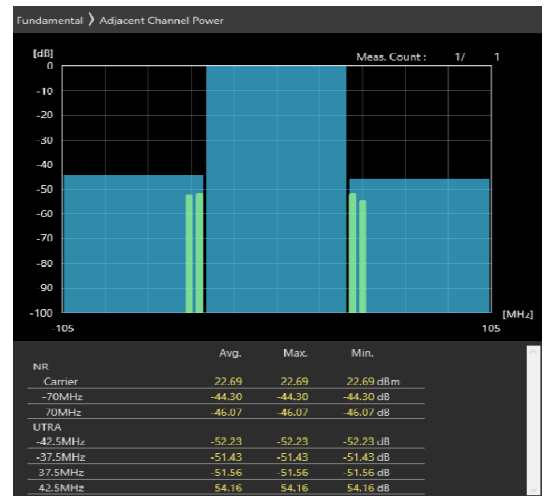 Fundamental ❯ Adjacent Channel Power
[dB]
Meas. Count : 1/ 1
0
-10
-20
-30
-40
-50
-60
-70
-80
90
-100
[MHz]
-105 105
Avg. Max. Min.
NR
Carrier 22.69 22.69 22.69 dBm
-70MHz -44.30 -44.30 -44.30 dB
70MHz -46.07 -46.07 -46.07 dB
UTRA
-42.5MHz -52.23 -52.23 -52.23 dB
-37.5MHz -51.43 -51.43 -51.43 dB
37.5MHz -51.56 -51.56 -51.56 dB
42.5MHz 54.16 54.16 54.16 dB